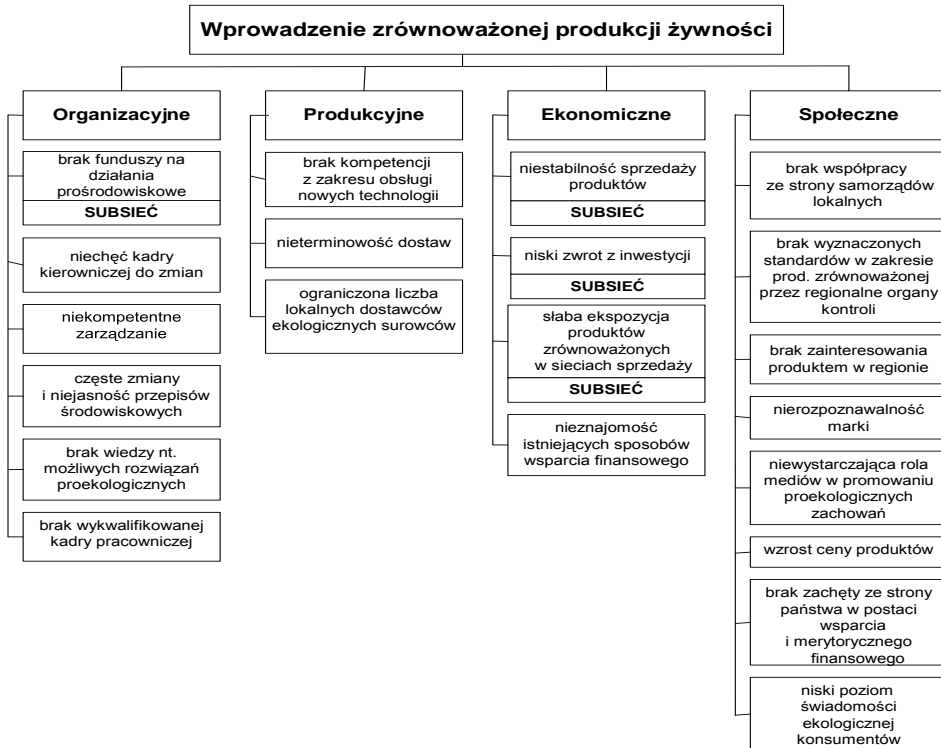 Wprowadzenie zrównoważonej produkcji żywności
Organizacyjne
brak funduszy na
działania
prośrodowiskowe
SUBSIEĆ
niechęć kadry
kierowniczej do zmian
niekompetentne
zarządzanie
częste zmiany
i niejasność przepisów
środowiskowych
brak wiedzy nt.
możliwych rozwiązań
proekologicznych
brak wykwalifikowanej
kadry pracowniczej
Produkcyjne
brak kompetencji
z zakresu obsługi
nowych technologii
nieterminowość dostaw
ograniczona liczba
lokalnych dostawców
ekologicznych surowców
Ekonomiczne
niestabilność sprzedaży
produktów
SUBSIEĆ
niski zwrot z inwestycji
SUBSIEĆ
słaba ekspozycja
produktów
zrównoważonych
w sieciach sprzedaży
SUBSIEĆ
nieznajomość
istniejących sposobów
wsparcia finansowego
Społeczne
brak współpracy
ze strony samorządów
lokalnych
brak wyznaczonych
standardów w zakresie
prod. zrównoważonej
przez regionalne organy
kontroli
brak zainteresowania
produktem w regionie
nierozpoznawalność
marki
niewystarczająca rola
mediów w promowaniu
proekologicznych
zachowań
wzrost ceny produktów
brak zachęty ze strony
państwa w postaci
wsparcia
i merytorycznego
finansowego
niski poziom
świadomości
ekologicznej
konsumentów